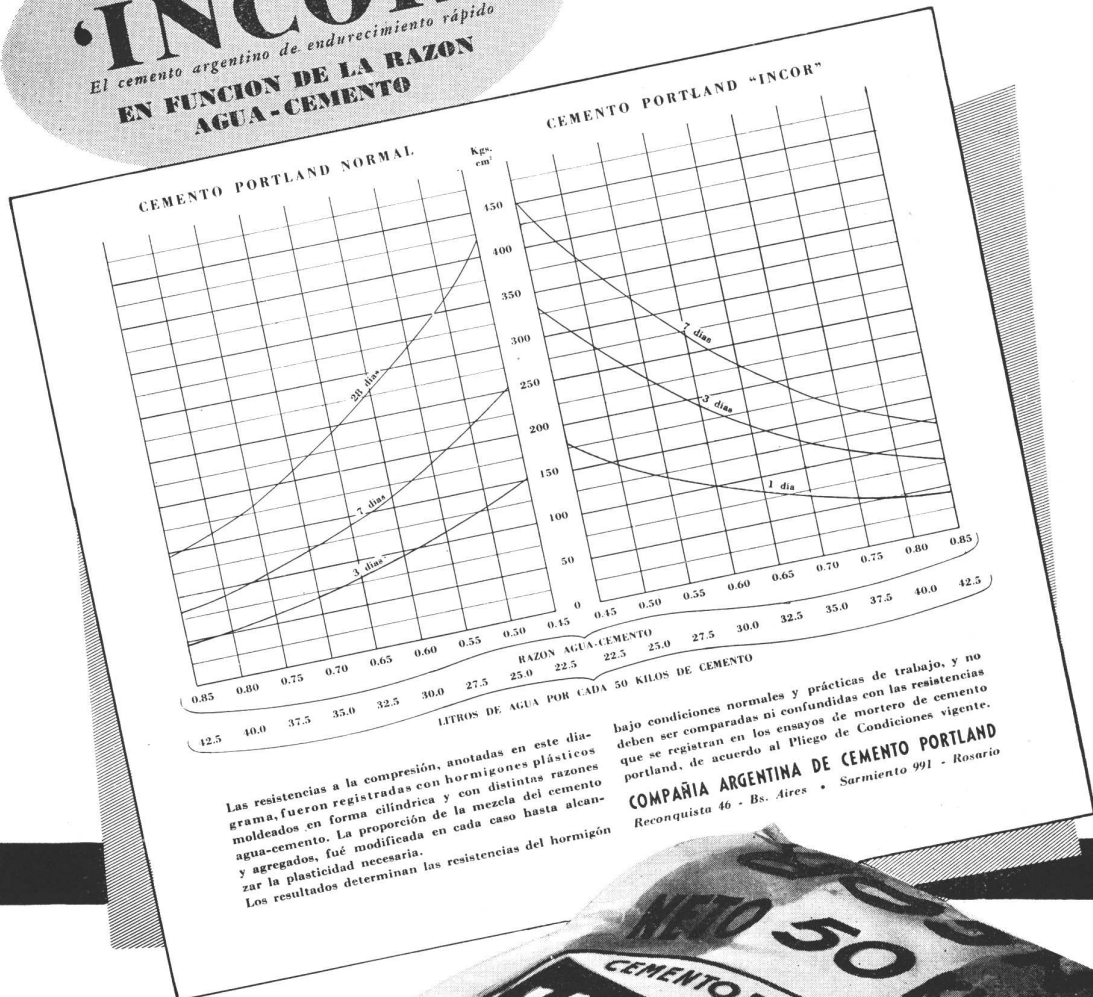 El cemento argentino de endurecimiento rápido
EN FUNCION DE LA RAZON
AGUA-CEMENTO
CEMENTO PORTLAND NORMAL
Kgs.
cm²
CEMENTO PORTLAND “INCOR”
450
400
350
300
250
200
150
100
50
0
28 dias
7 dias
3 dias
7 dias
3 dias
1 dia
0.85 0.80 0.75 0.70 0.65 0.60 0.55 0.50 0.45 0.45 0.50 0.55 0.60 0.65 0.70 0.75 0.80 0.85
RAZON AGUA-CEMENTO
42.5 40.0 37.5 35.0 32.5 30.0 27.5 25.0 22.5 22.5 25.0 27.5 30.0 32.5 35.0 37.5 40.0 42.5
LITROS DE AGUA POR CADA 50 KILOS DE CEMENTO
Las resistencias a la compresión, anotadas en este dia-
grama, fueron registradas con hormigones plásticos
moldeados en forma cilíndrica y con distintas razones
agua-cemento. La proporción de la mezcla del cemento
y agregados, fué modificada en cada caso hasta alcan-
zar la plasticidad necesaria.
Los resultados determinan las resistencias del hormigón
bajo condiciones normales y prácticas de trabajo, y no
deben ser comparadas ni confundidas con las resistencias
que se registran en los ensayos de mortero de cemento
portland, de acuerdo al Pliego de Condiciones vigente.
COMPAÑIA ARGENTINA DE CEMENTO PORTLAND
Reconquista 46 - Bs. Aires • Sarmiento 991 - Rosario
NETO 50
CEMENTO